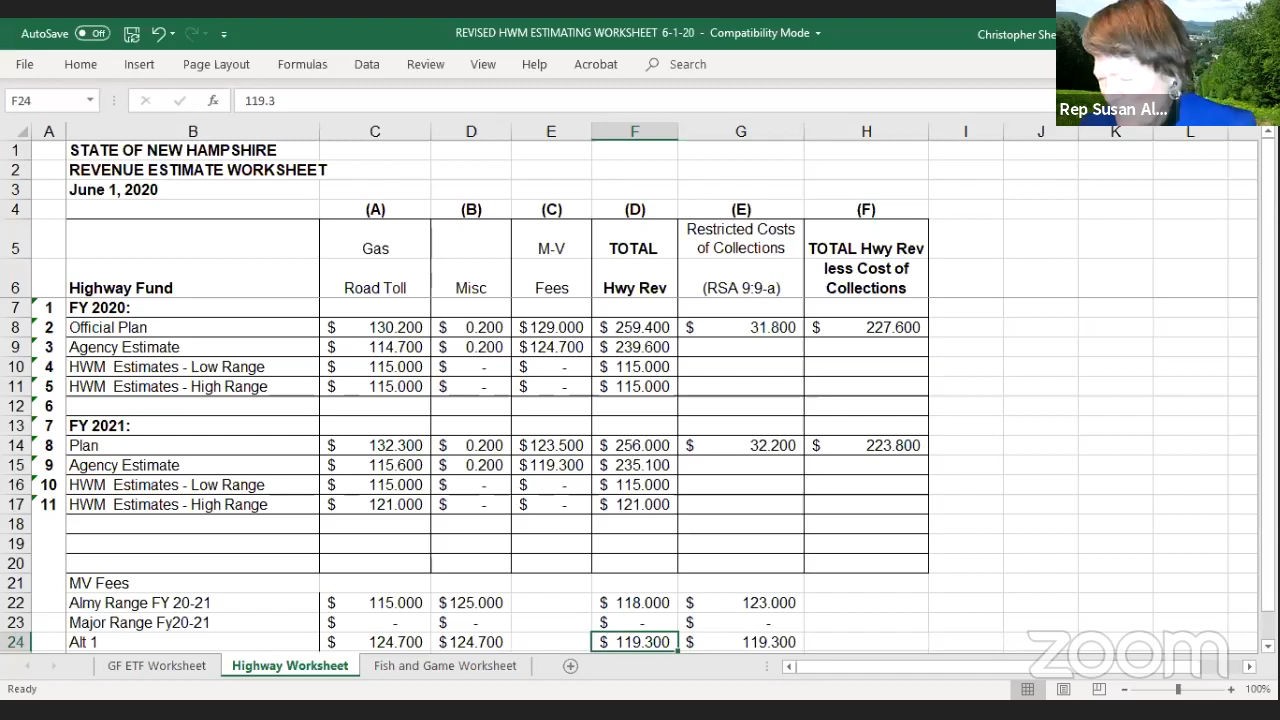 AutoSave Off REVISED HWM ESTIMATING WORKSHEET 6-1-20 - Compatibility Mode Christopher She
File Home Insert Page Layout Formulas Data Review View Help Acrobat Search
F24 fx 119.3
Rep Susan Al...
A B C D E F G H I J K L
1 STATE OF NEW HAMPSHIRE
2 REVENUE ESTIMATE WORKSHEET
3 June 1, 2020
4 (A) (B) (C) (D) (E) (F)
5 Gas M-V TOTAL Restricted Costs of Collections TOTAL Hwy Rev
6 Highway Fund Road Toll Misc Fees Hwy Rev (RSA 9:9-a) less Cost of Collections
7 1 FY 2020:
8 2 Official Plan $ 130.200 $ 0.200 $129.000 $ 259.400 $ 31.800 $ 227.600
9 3 Agency Estimate $ 114.700 $ 0.200 $124.700 $ 239.600
10 4 HWM Estimates - Low Range $ 115.000 $ - $ - $ 115.000
11 5 HWM Estimates - High Range $ 115.000 $ - $ - $ 115.000
12 6
13 7 FY 2021:
14 8 Plan $ 132.300 $ 0.200 $123.500 $ 256.000 $ 32.200 $ 223.800
15 9 Agency Estimate $ 115.600 $ 0.200 $119.300 $ 235.100
16 10 HWM Estimates - Low Range $ 115.000 $ - $ - $ 115.000
17 11 HWM Estimates - High Range $ 121.000 $ - $ - $ 121.000
18
19
20
21 MV Fees
22 Almy Range FY 20-21 $ 115.000 $125.000 $ 118.000 $ 123.000
23 Major Range Fy20-21 $ - $ - $ - $ -
24 Alt 1 $ 124.700 $124.700 $ 119.300 $ 119.300
zoom
GF ETF Worksheet Highway Worksheet Fish and Game Worksheet
Ready 100%